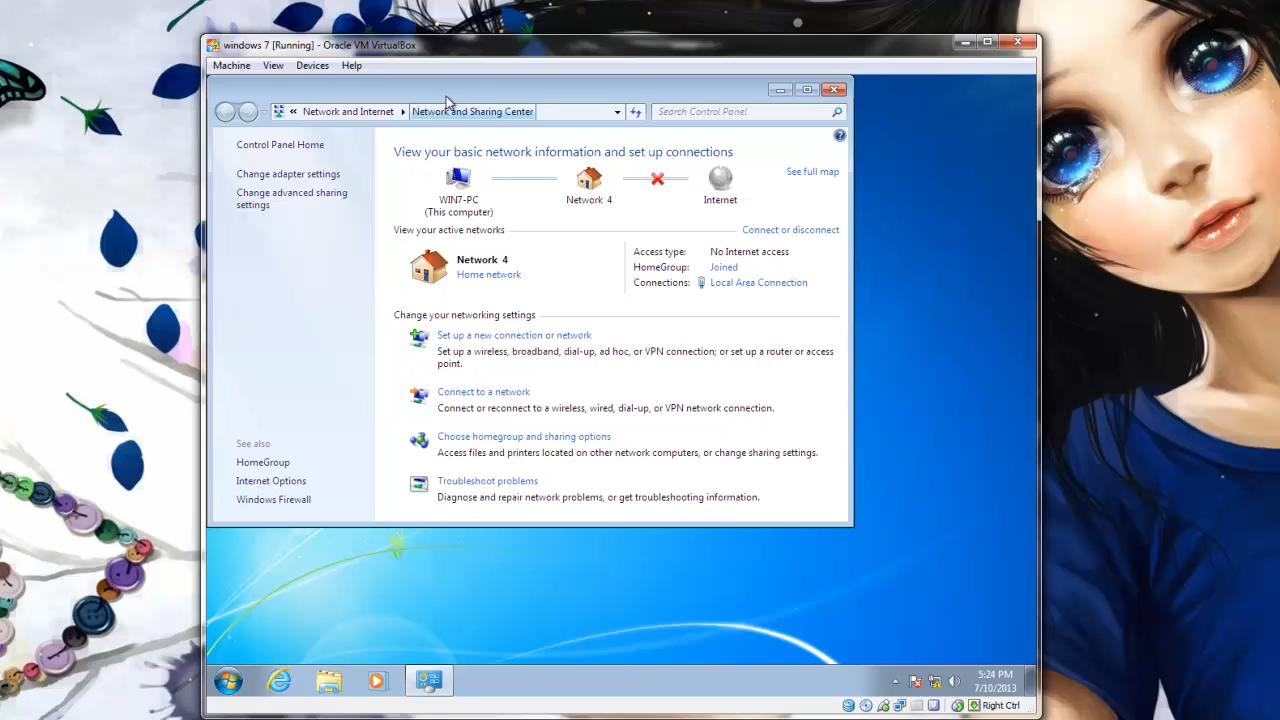 windows 7 [Running] - Oracle VM VirtualBox
Machine View Devices Help
« Network and Internet Network and Sharing Center Search Control Panel
Control Panel Home
Change adapter settings
Change advanced sharing
settings
View your basic network information and set up connections
See full map
WIN7-PC
(This computer)
Network 4
Internet
View your active networks
Connect or disconnect
Network 4
Home network
Access type: No Internet access
HomeGroup: Joined
Connections: Local Area Connection
Change your networking settings
Set up a new connection or network
Set up a wireless, broadband, dial-up, ad hoc, or VPN connection; or set up a router or access
point.
Connect to a network
Connect or reconnect to a wireless, wired, dial-up, or VPN network connection.
Choose homegroup and sharing options
Access files and printers located on other network computers, or change sharing settings.
Troubleshoot problems
Diagnose and repair network problems, or get troubleshooting information.
See also
HomeGroup
Internet Options
Windows Firewall
5:24 PM
7/10/2013
Right Ctrl